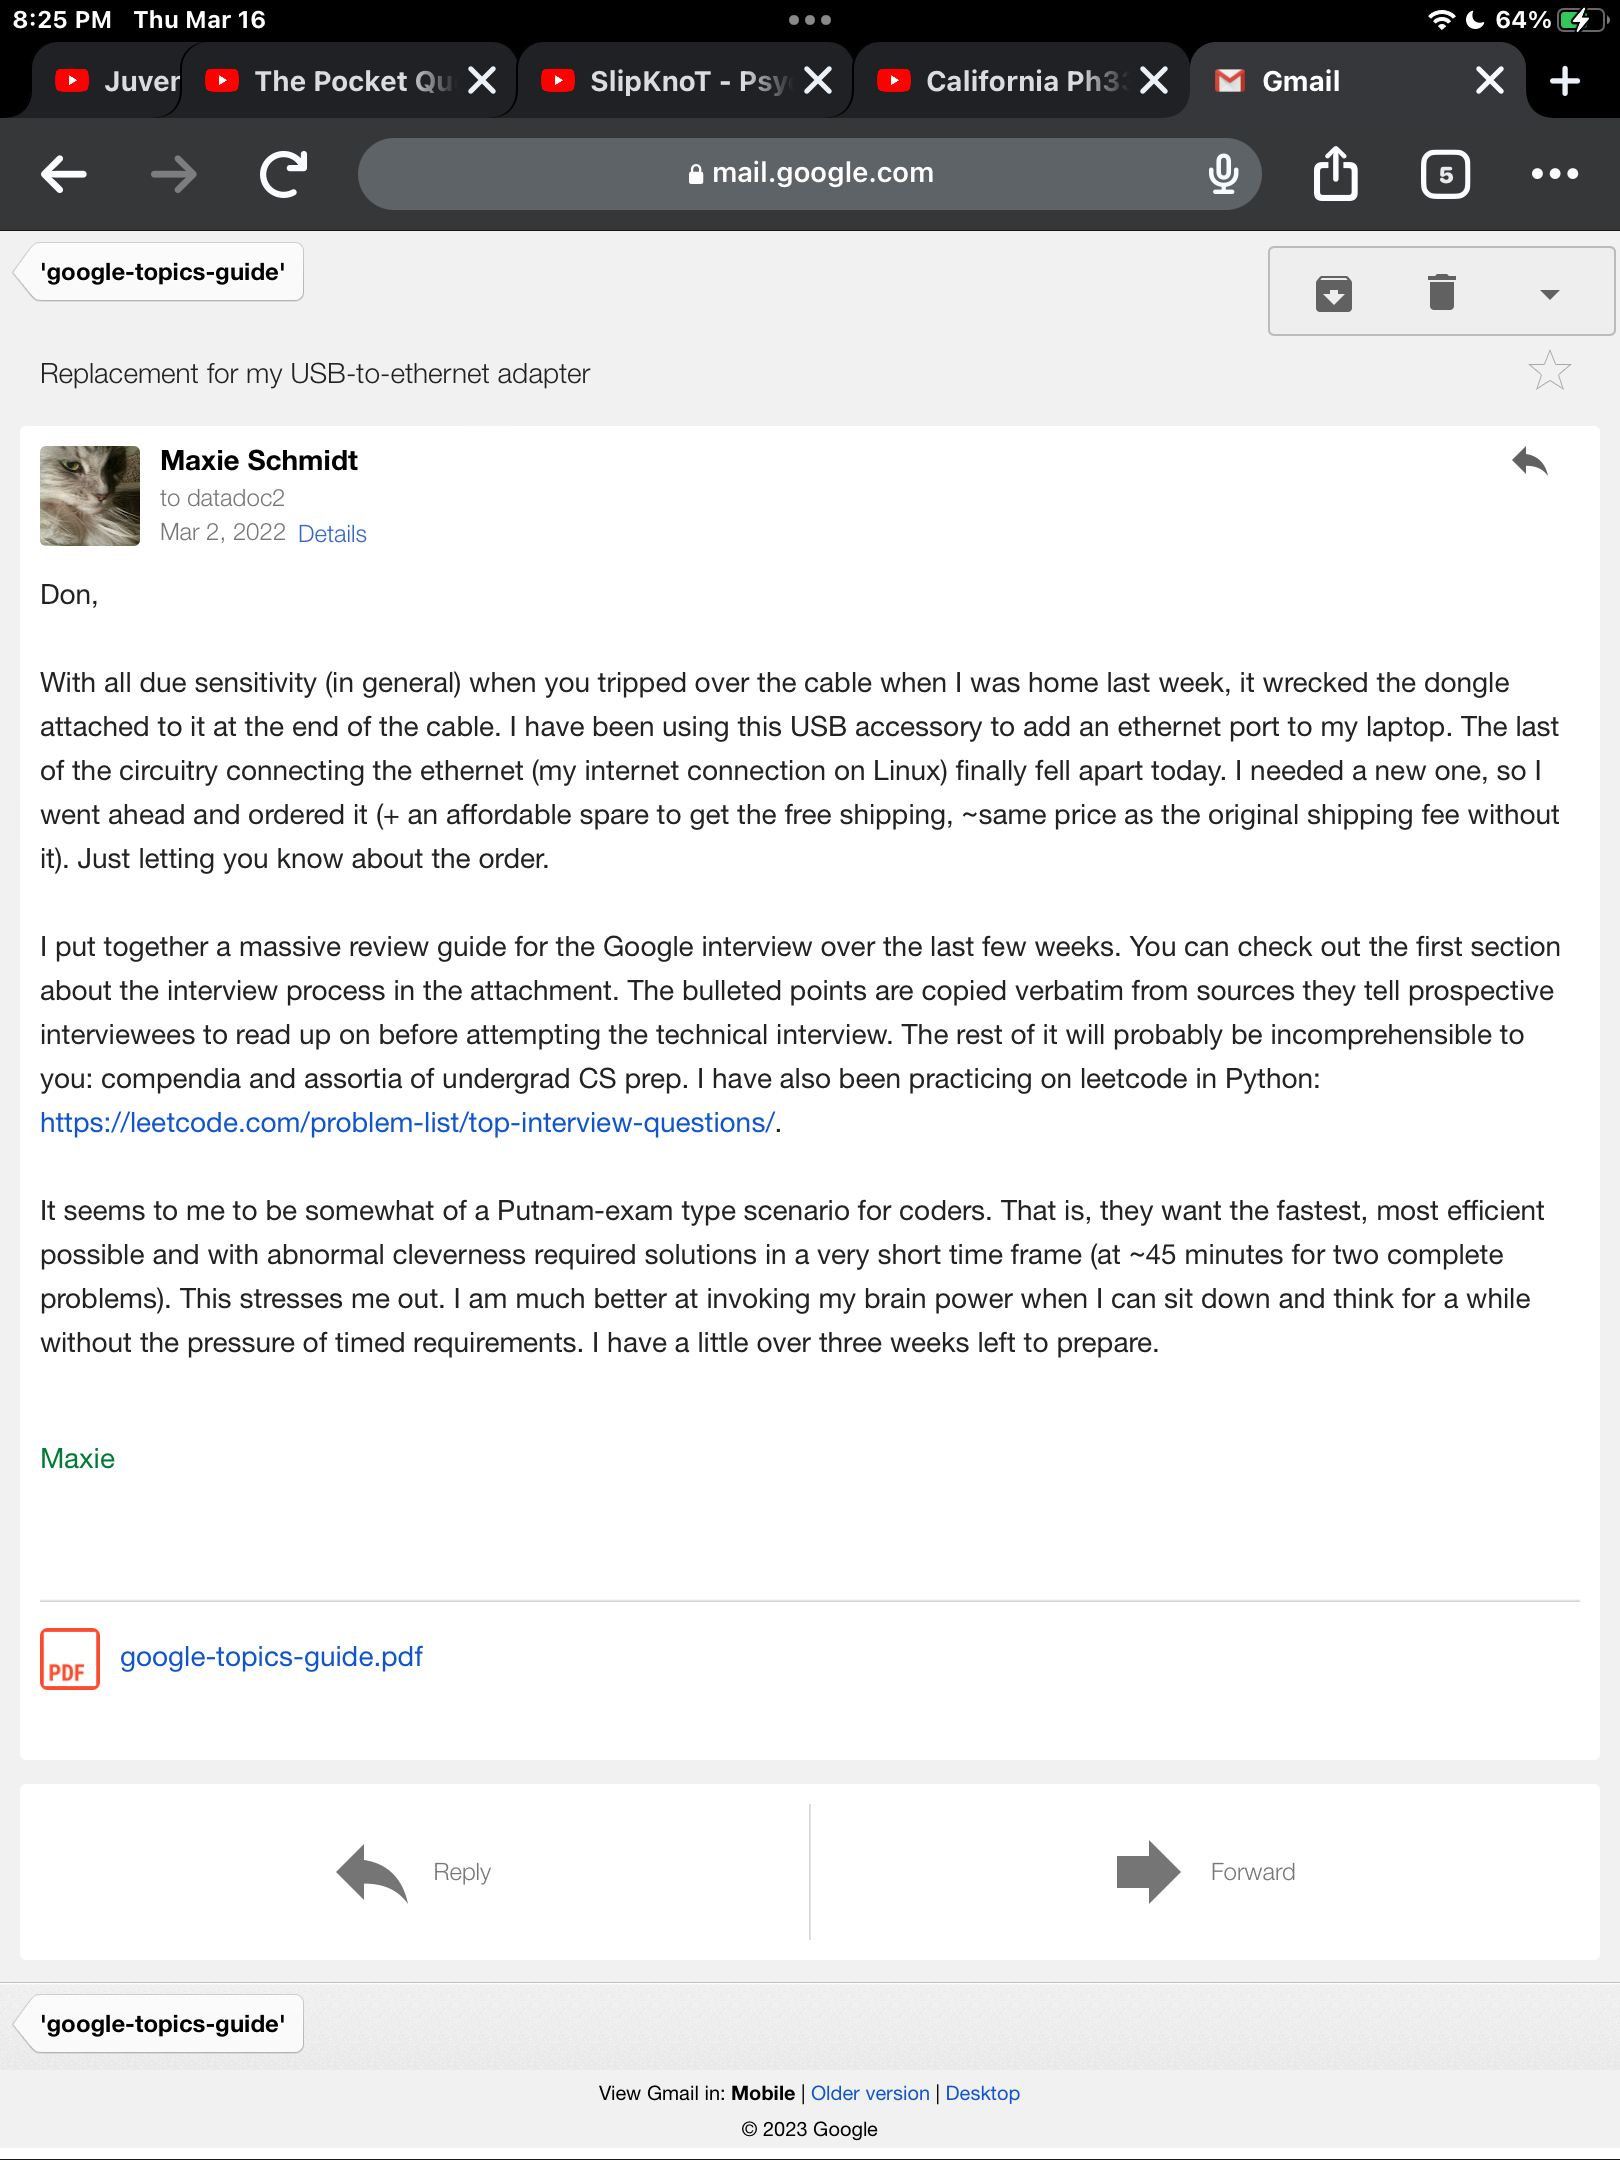 8:25 PM Thu Mar 16
64%
Juver
The Pocket Qu
SlipKnoT - Psy
California Ph33
Gmail
mail.google.com
5
'google-topics-guide'
Replacement for my USB-to-ethernet adapter
Maxie Schmidt
to datadoc2
Mar 2, 2022 Details
Don,
With all due sensitivity (in general) when you tripped over the cable when I was home last week, it wrecked the dongle
attached to it at the end of the cable. I have been using this USB accessory to add an ethernet port to my laptop. The last
of the circuitry connecting the ethernet (my internet connection on Linux) finally fell apart today. I needed a new one, so I
went ahead and ordered it (+ an affordable spare to get the free shipping, ~same price as the original shipping fee without
it). Just letting you know about the order.
I put together a massive review guide for the Google interview over the last few weeks. You can check out the first section
about the interview process in the attachment. The bulleted points are copied verbatim from sources they tell prospective
interviewees to read up on before attempting the technical interview. The rest of it will probably be incomprehensible to
you: compendia and assortia of undergrad CS prep. I have also been practicing on leetcode in Python:
https://leetcode.com/problem-list/top-interview-questions/.
It seems to me to be somewhat of a Putnam-exam type scenario for coders. That is, they want the fastest, most efficient
possible and with abnormal cleverness required solutions in a very short time frame (at ~45 minutes for two complete
problems). This stresses me out. I am much better at invoking my brain power when I can sit down and think for a while
without the pressure of timed requirements. I have a little over three weeks left to prepare.
Maxie
PDF
google-topics-guide.pdf
Reply
Forward
'google-topics-guide'
View Gmail in: Mobile | Older version | Desktop
© 2023 Google